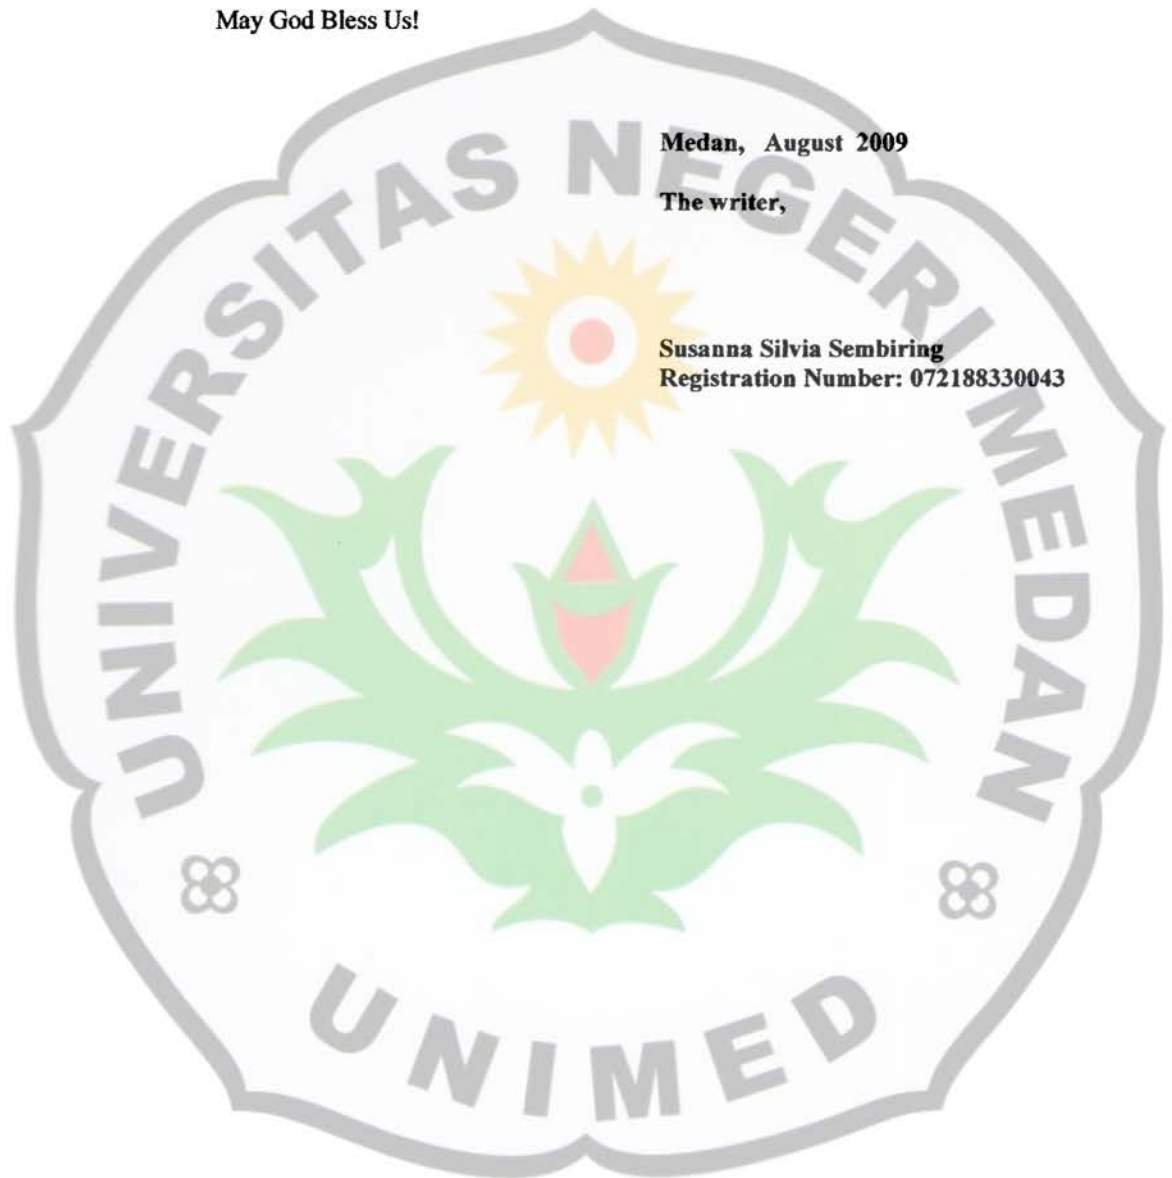 May God Bless Us!
Medan, August 2009
The writer,
Susanna Silvia Sembiring
Registration Number: 072188330043
UNIVERSITAS NEGERI MEDAN
UNIMED